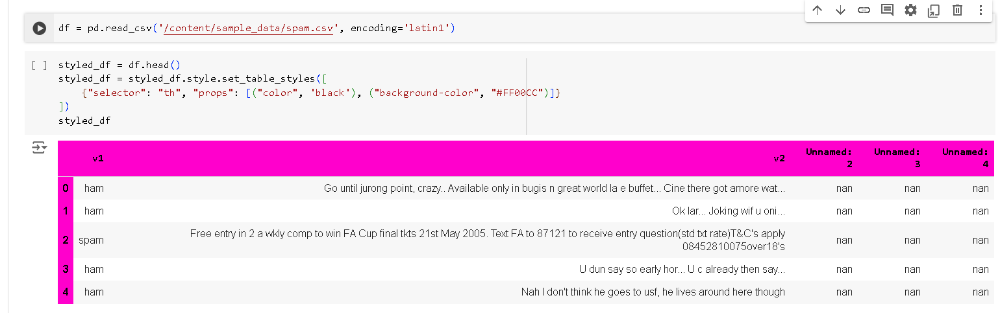 df = pd.read_csv('/content/sample_data/spam.csv', encoding='latin1')
[ ]
styled_df = df.head()
styled_df = styled_df.style.set_table_styles([
{"selector": "th", "props": [("color", 'black'), ("background-color", "#FF00CC")]}
])
styled_df
v1 v2 Unnamed: 2 Unnamed: 3 Unnamed: 4
0 ham Go until jurong point, crazy.. Available only in bugis n great world la e buffet... Cine there got amore wat... nan nan nan
1 ham Ok lar... Joking wif u oni... nan nan nan
2 spam Free entry in 2 a wkly comp to win FA Cup final tkts 21st May 2005. Text FA to 87121 to receive entry question(std txt rate)T&C's apply
08452810075over18's nan nan nan
3 ham U dun say so early hor... U c already then say... nan nan nan
4 ham Nah I don't think he goes to usf, he lives around here though nan nan nan